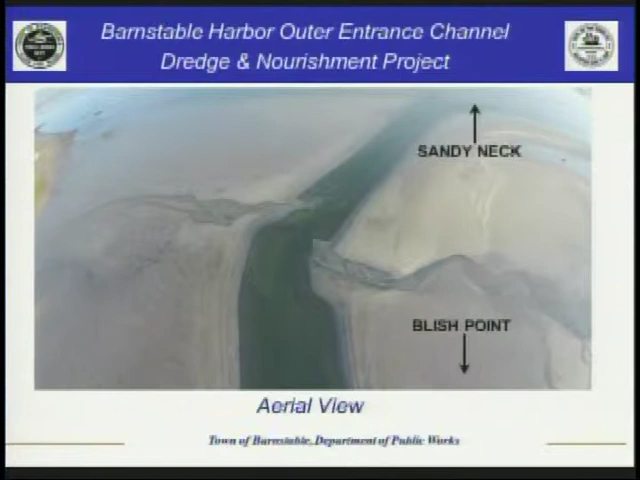 Barnstable Harbor Outer Entrance Channel
Dredge & Nourishment Project
SANDY NECK
BLISH POINT
Aerial View
Town of Barnstable, Department of Public Works